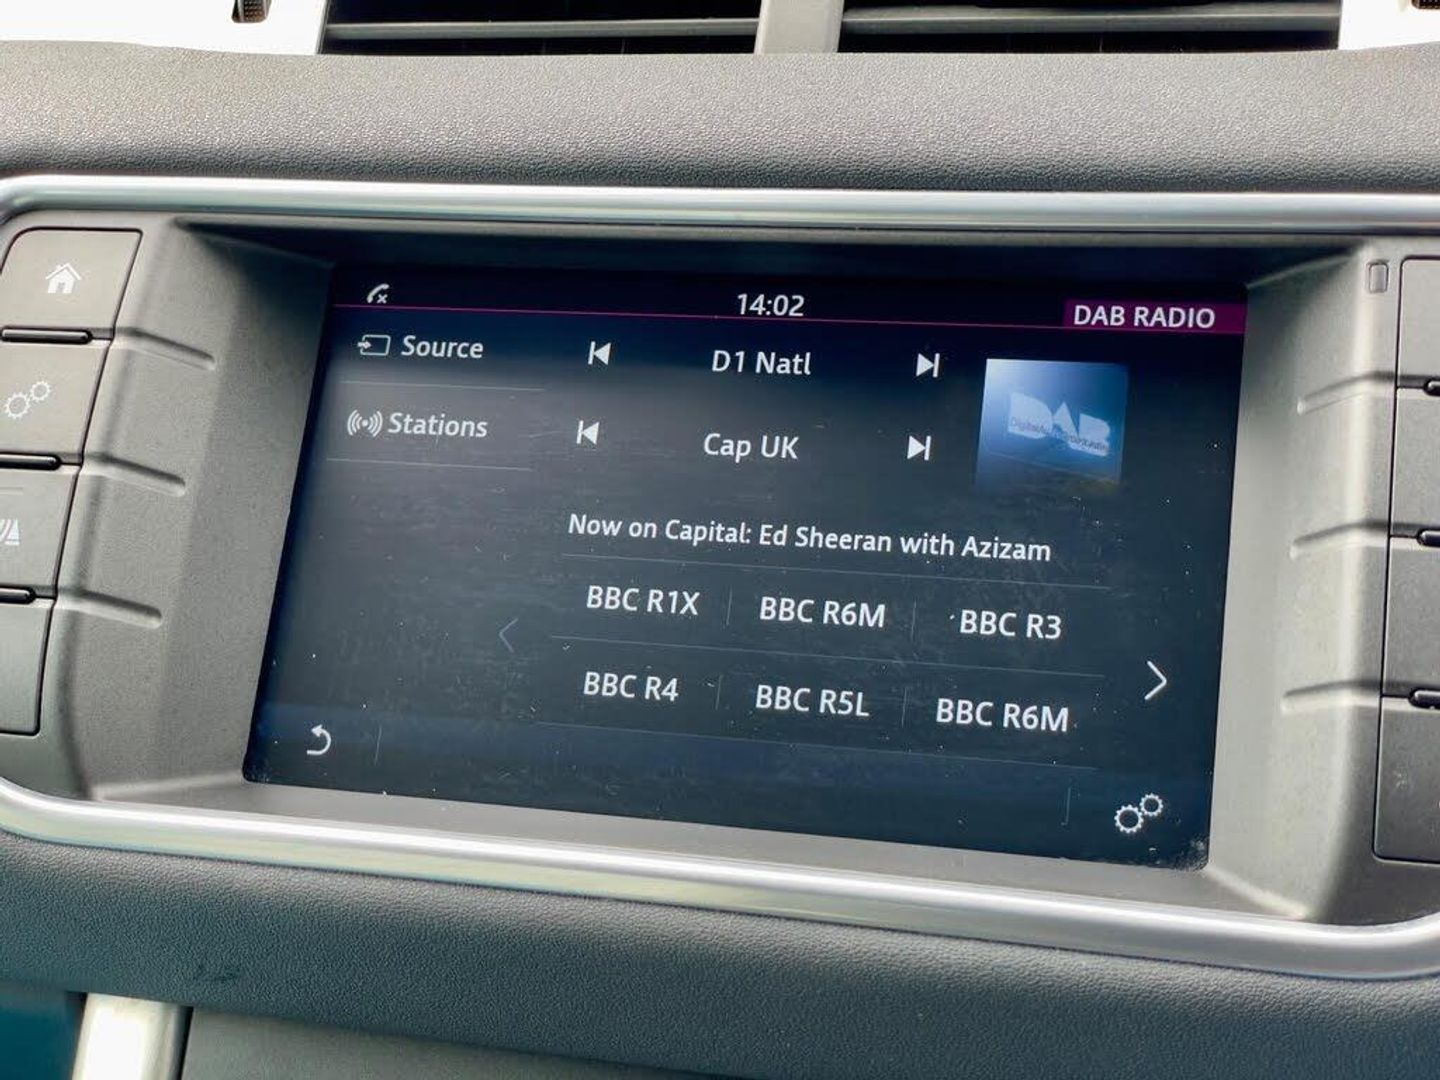 14:02
DAB RADIO
Source
D1 Natl
Stations
Cap UK
DAB
Now on Capital: Ed Sheeran with Azizam
BBC R1X
BBC R6M
BBC R3
BBC R4
BBC R5L
BBC R6M